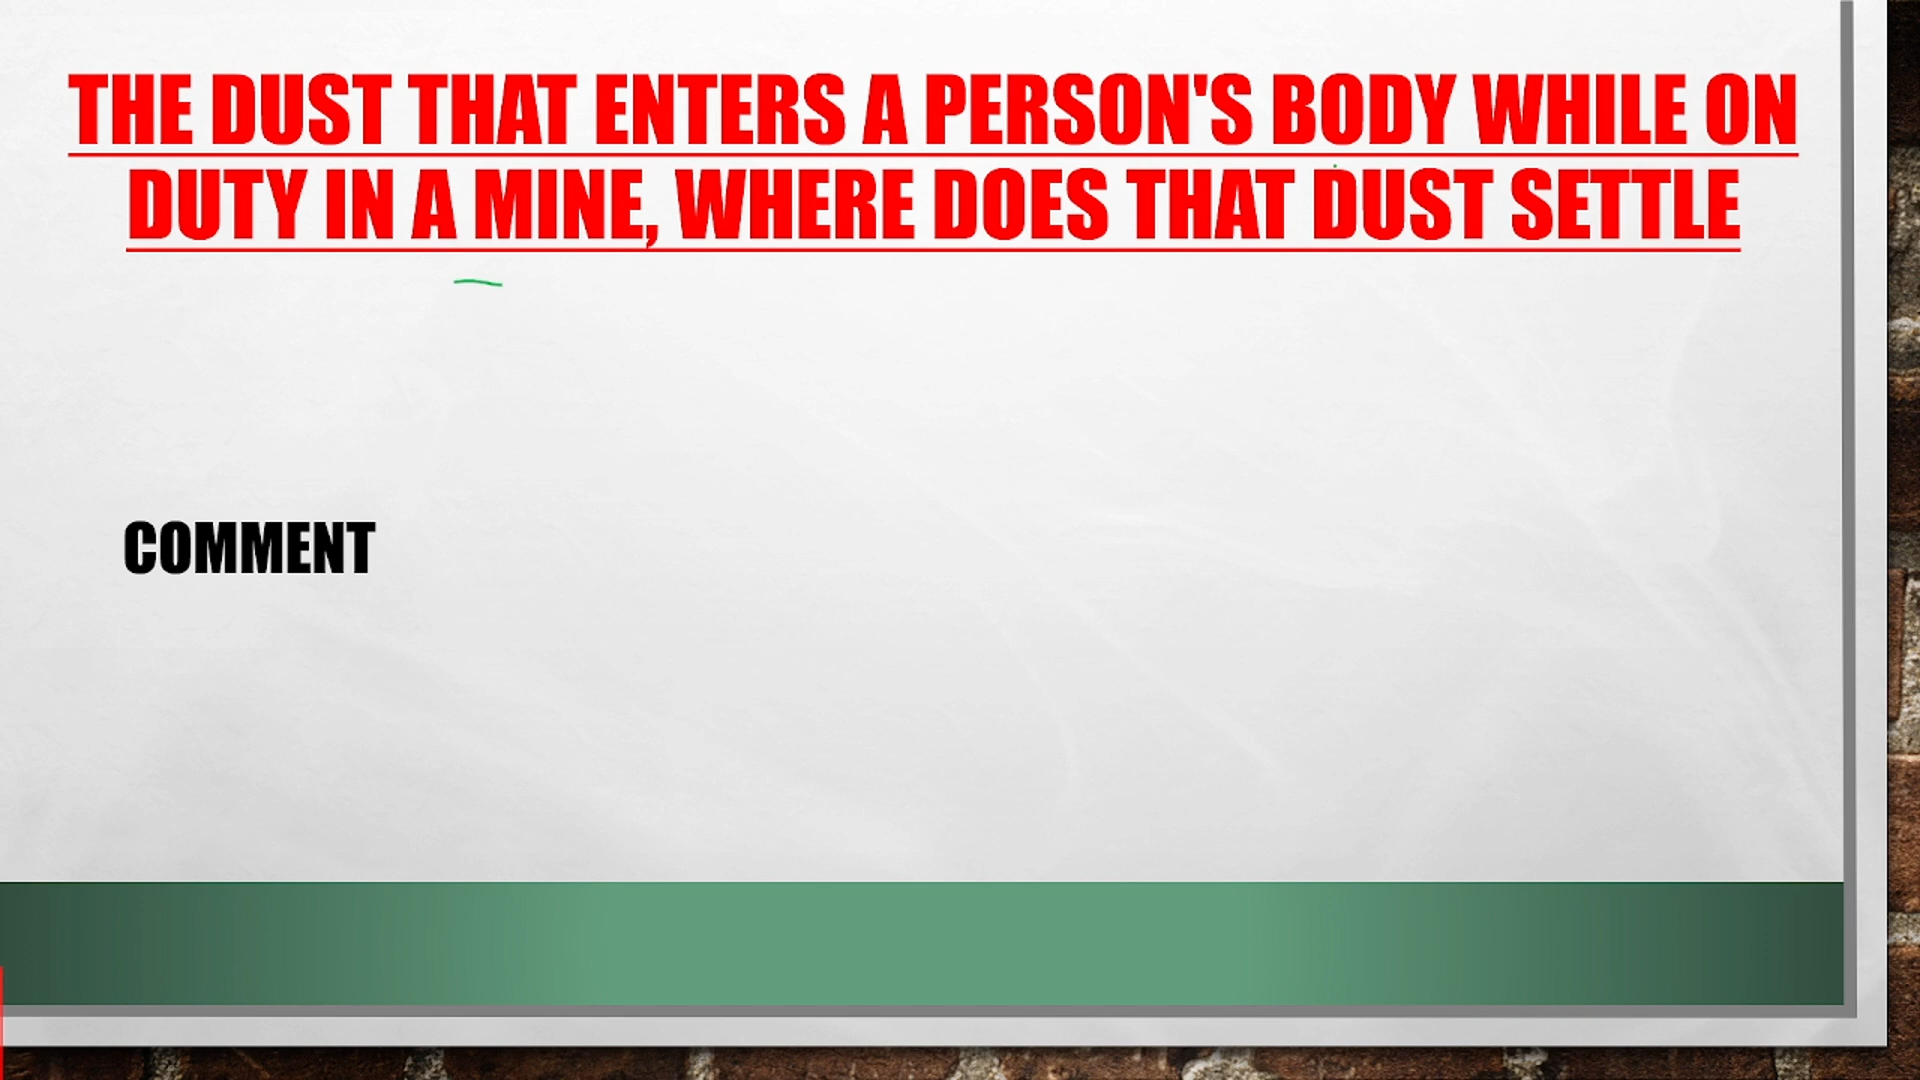 THE DUST THAT ENTERS A PERSON'S BODY WHILE ON
DUTY IN A MINE, WHERE DOES THAT DUST SETTLE
COMMENT